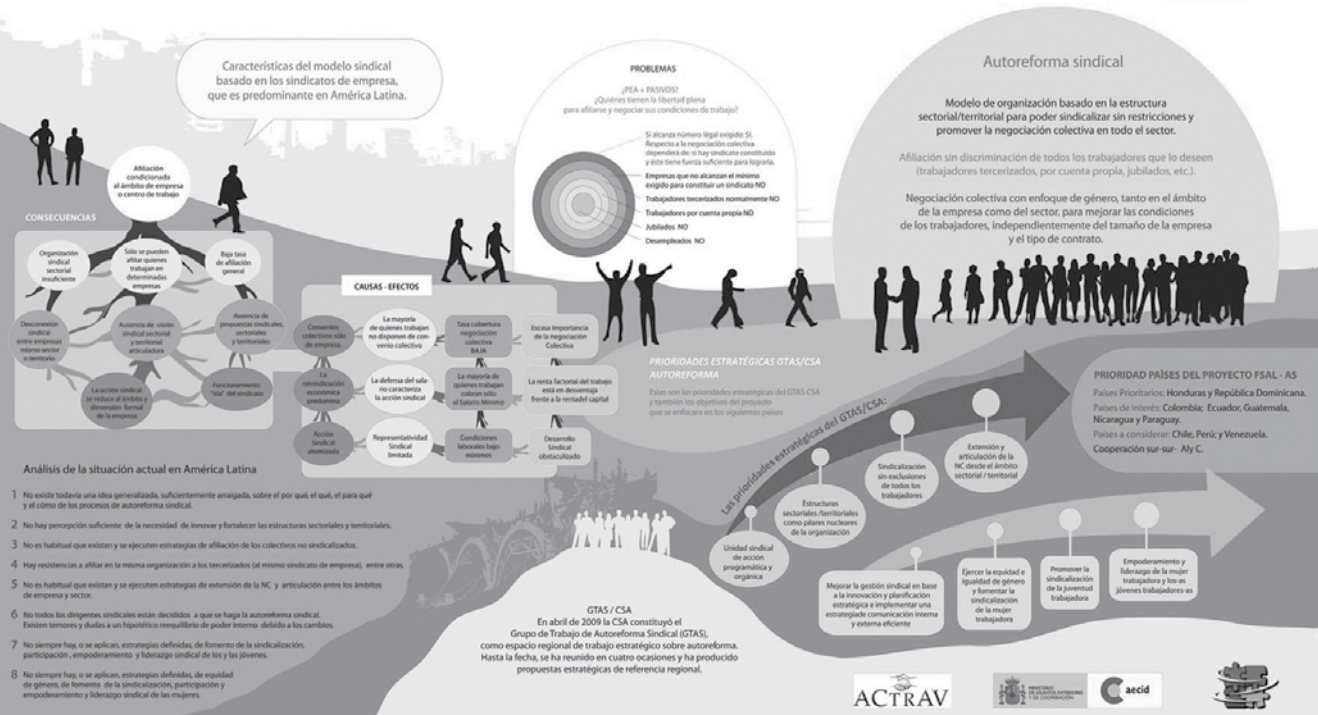 Características del modelo sindical
basado en los sindicatos de empresa,
que es predominante en América Latina.
Afiliación
condicionada
al ámbito de empresa
o centro de trabajo
CONSECUENCIAS
Organización
sindical
sectorial
insuficiente
Sólo se pueden
afiliar quienes
trabajan en
determinadas
empresas
Baja tasa
de afiliación
general
Desconexión
sindical
entre empresas
mismo sector
o territorio
Ausencia de visión
sindical sectorial
y territorial
articuladora
Ausencia de
propuestas sindicales,
sectoriales
y territoriales
La acción sindical
se reduce al ámbito y
dimensión formal
de la empresa
Funcionamiento
"isla" del sindicato
CAUSAS - EFECTOS
Convenios
colectivos sólo
de empresa.
La mayoría
de quienes trabajan
no disponen de con-
venio colectivo
Tasa cobertura
negociación
colectiva
BAJA
Escasa Importancia
de la negociación
Colectiva
La
reivindicación
económica
predomina
La defensa del sala-
rio caracteriza
la acción sindical
La mayoría de
quienes trabajan
cobran sólo
el Salario Mínimo
La renta factorial del trabajo
está en desventaja
frente a la rentadel capital
Acción
Sindical
atomizada
Representatividad
Sindical
limitada
Condiciones
laborales bajo
mínimos
Desarrollo
Sindical
obstaculizado
Análisis de la situación actual en América Latina
1 No existe todavía una idea generalizada, suficientemente arraigada, sobre el por qué, el qué, el para qué
y el cómo de los procesos de autoreforma sindical.
2 No hay percepción suficiente de la necesidad de innovar y fortalecer las estructuras sectoriales y territoriales.
3 No es habitual que existan y se ejecuten estrategias de afiliación de los colectivos no sindicalizados.
4 Hay resistencias a afiliar en la misma organización a los tercerizados (al mismo sindicato de empresa), entre otras.
5 No es habitual que existan y se ejecuten estrategias de extensión de la NC y articulación entre los ámbitos
de empresa y sector.
6 No todos los dirigentes sindicales están decididos a que se haga la autoreforma sindical.
Existen temores y dudas a un hipotético reequilibrio de poder interno debido a los cambios.
7 No siempre hay, o se aplican, estrategias definidas, de fomento de la sindicalización,
participación , empoderamiento y liderazgo sindical de los y las jóvenes.
8 No siempre hay, o se aplican, estrategias definidas, de equidad
de género, de fomento de la sindicalización, participación y
empoderamiento y liderazgo sindical de las mujeres.
PROBLEMAS
¿PEA + PASIVOS?
¿Quiénes tienen la libertad plena
para afiliarse y negociar sus condiciones de trabajo?
Si alcanza número légal exigido: SI.
Respecto a la negociación colectiva
dependerá de: si hay sindicato constituido
y éste tiene fuerza suficiente para lograrla.
Empresas que no alcanzan el mínimo
exigido para constituir un sindicato NO
Trabajadores tercerizados normalmente NO
Trabajadores por cuenta propia NO
Jubilados NO
Desempleados NO
Autoreforma sindical
Modelo de organización basado en la estructura
sectorial/territorial para poder sindicalizar sin restricciones y
promover la negociación colectiva en todo el sector.
Afiliación sin discriminación de todos los trabajadores que lo deseen
(trabajadores tercerizados, por cuenta propia, jubilados, etc.).
Negociación colectiva con enfoque de género, tanto en el ámbito
de la empresa como del sector, para mejorar las condiciones
de los trabajadores, independientemente del tamaño de la empresa
y el tipo de contrato.
PRIORIDADES ESTRATÉGICAS GTAS/CSA
AUTOREFORMA
Estas son las prioridades estratégicas del GTAS CSA
y también los objetivos del proyecto
que se enfocara en los siguientes países
Las prioridades estratégicas del GTAS/CSA:
Unidad sindical
de acción
programática y
orgánica
Estructuras
sectoriales /territoriales
como pilares nucleares
de la organización
Sindicalización
sin exclusiones
de todos los
trabajadores
Extensión y
articulación de la
NC desde el ámbito
sectorial / territorial
PRIORIDAD PAÍSES DEL PROYECTO FSAL - AS
Países Prioritarios: Honduras y República Dominicana.
Países de interés: Colombia; Ecuador, Guatemala,
Nicaragua y Paraguay.
Países a considerar: Chile, Perú; y Venezuela.
Cooperación sur-sur- Aly C.
Mejorar la gestión sindical en base
a la innovación y planificación
estratégica e implementar una
estrategiade comunicación interna
y externa eficiente
Ejercer la equidad e
igualdad de género
y fomentar la
sindicalización
de la mujer
trabajadora
Promover la
sindicalización
de la juventud
trabajadora
Empoderamiento y
liderazgo de la mujer
trabajadora y los-as
jóvenes trabajadores-as
GTAS / CSA
En abril de 2009 la CSA constituyó el
Grupo de Trabajo de Autoreforma Sindical (GTAS),
como espacio regional de trabajo estratégico sobre autoreforma.
Hasta la fecha, se ha reunido en cuatro ocasiones y ha producido
propuestas estratégicas de referencia regional.
ACTRAV
MINISTERIO
DE ASUNTOS EXTERIORES
Y DE COOPERACIÓN
aecid